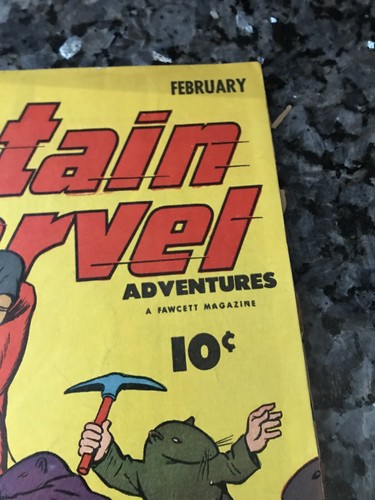 FEBRUARY
tain
rvel
ADVENTURES
A FAWCETT MAGAZINE
10¢